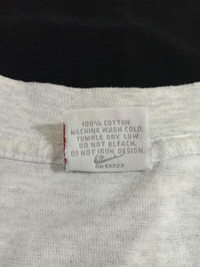 100% COTTON
MACHINE WASH COLD.
TUMBLE DRY LOW.
DO NOT BLEACH.
DO NOT IRON DESIGN.